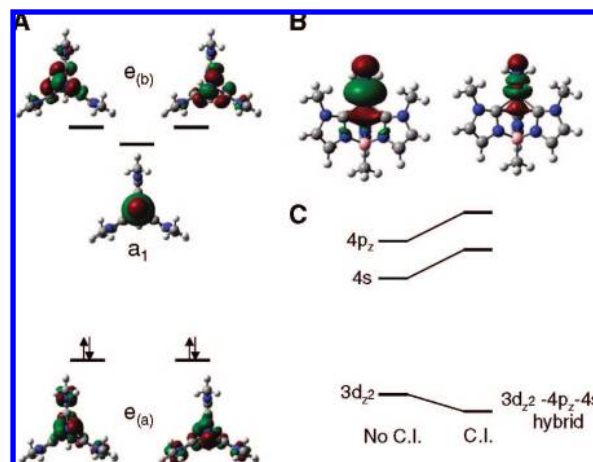 A
B
e(b)
a1
C
4pz
4s
e(a)
3dz2
3dz2 -4pz-4s
hybrid
No C.I.
C.I.